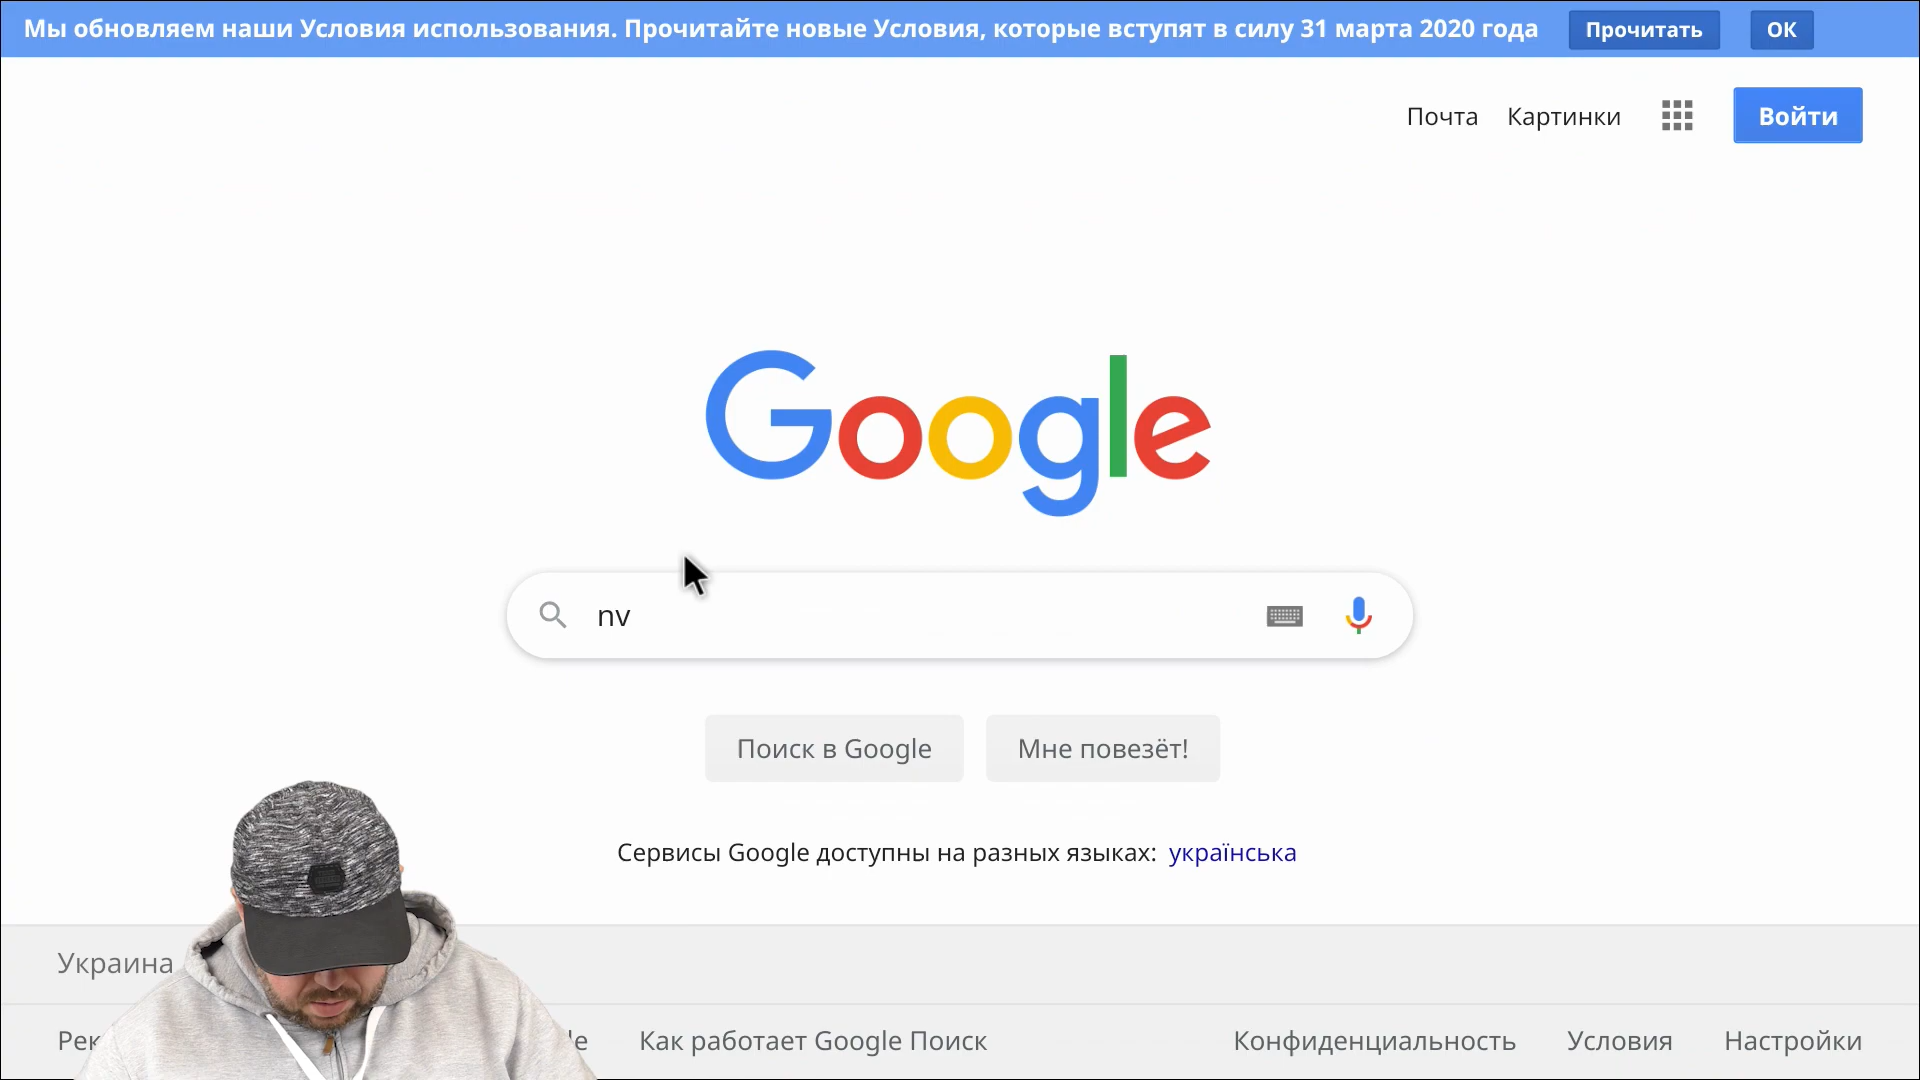 Мы обновляем наши Условия использования. Прочитайте новые Условия, которые вступят в силу 31 марта 2020 года Прочитать ОК
Почта Картинки Войти
Google
nv
Поиск в Google Мне повезёт!
Сервисы Google доступны на разных языках: українська
Украина
Как работает Google Поиск Конфиденциальность Условия Настройки